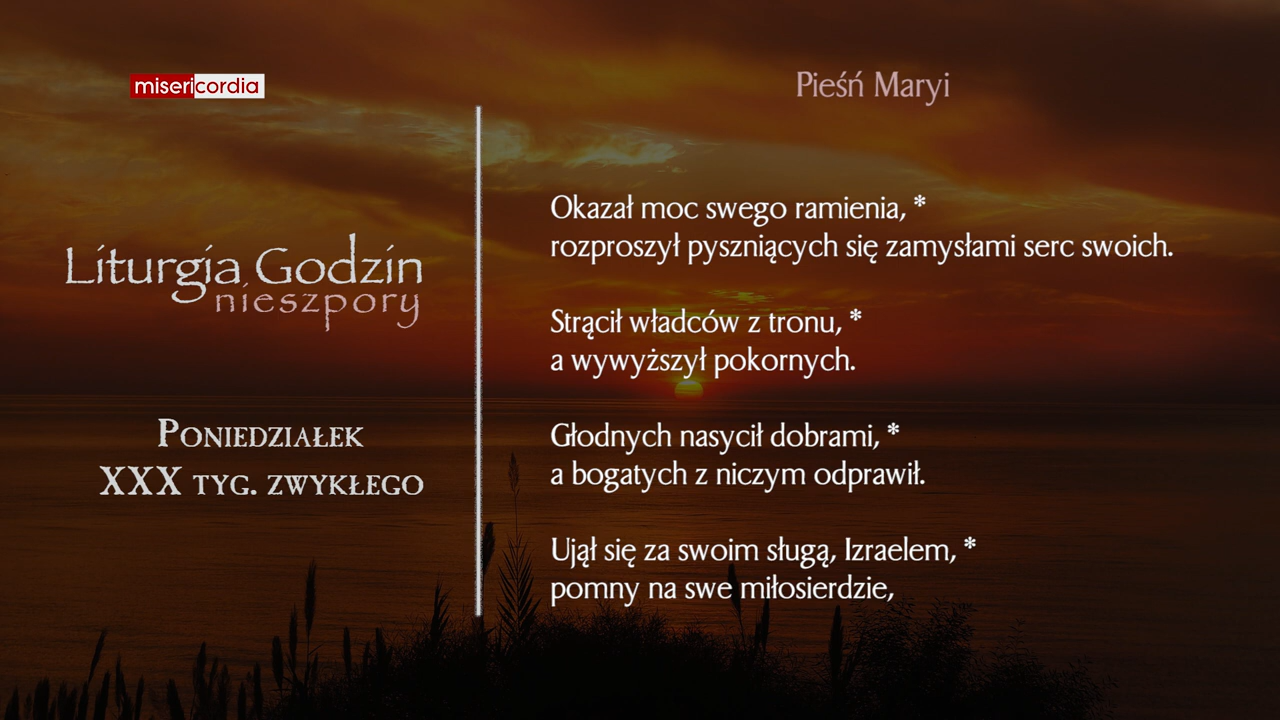 misericordia
Liturgia Godzin
nieszpory
Poniedziałek
XXX tyg. zwykłego
Pieśń Maryi
Okazał moc swego ramienia, *
rozproszył pyszniących się zamysłami serc swoich.
Strącił władców z tronu, *
a wywyższył pokornych.
Głodnych nasycił dobrami, *
a bogatych z niczym odprawił.
Ujął się za swoim sługą, Izraelem, *
pomny na swe miłosierdzie,